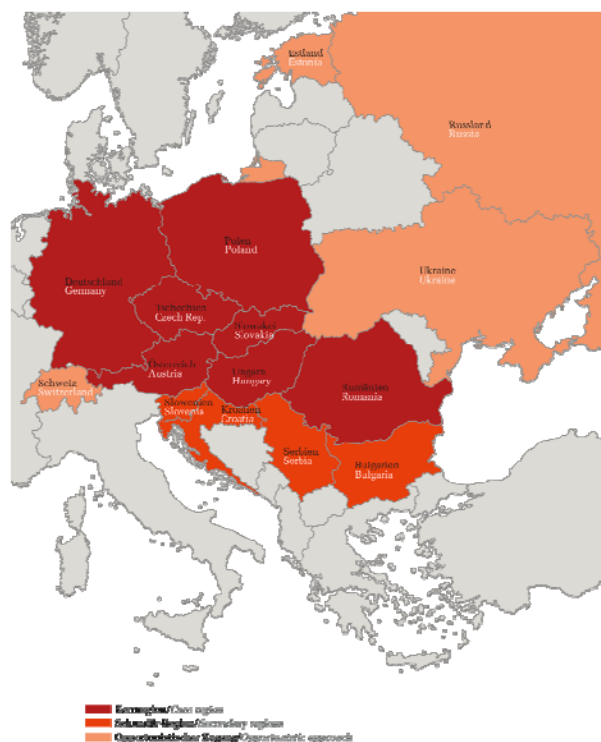 Estland
Estonia
Russland
Russia
Polen
Poland
Ukraine
Ukraine
Deutschland
Germany
Tschechien
Czech Rep.
Slowakei
Slovakia
Österreich
Austria
Ungarn
Hungary
Schweiz
Switzerland
Rumänien
Romania
Slowenien
Slovenia
Kroatien
Croatia
Serbien
Serbia
Bulgarien
Bulgaria
Kernregion/Core region
Sekundär-Region/Secondary regions
Opportunistischer Zugang/Opportunistic approach